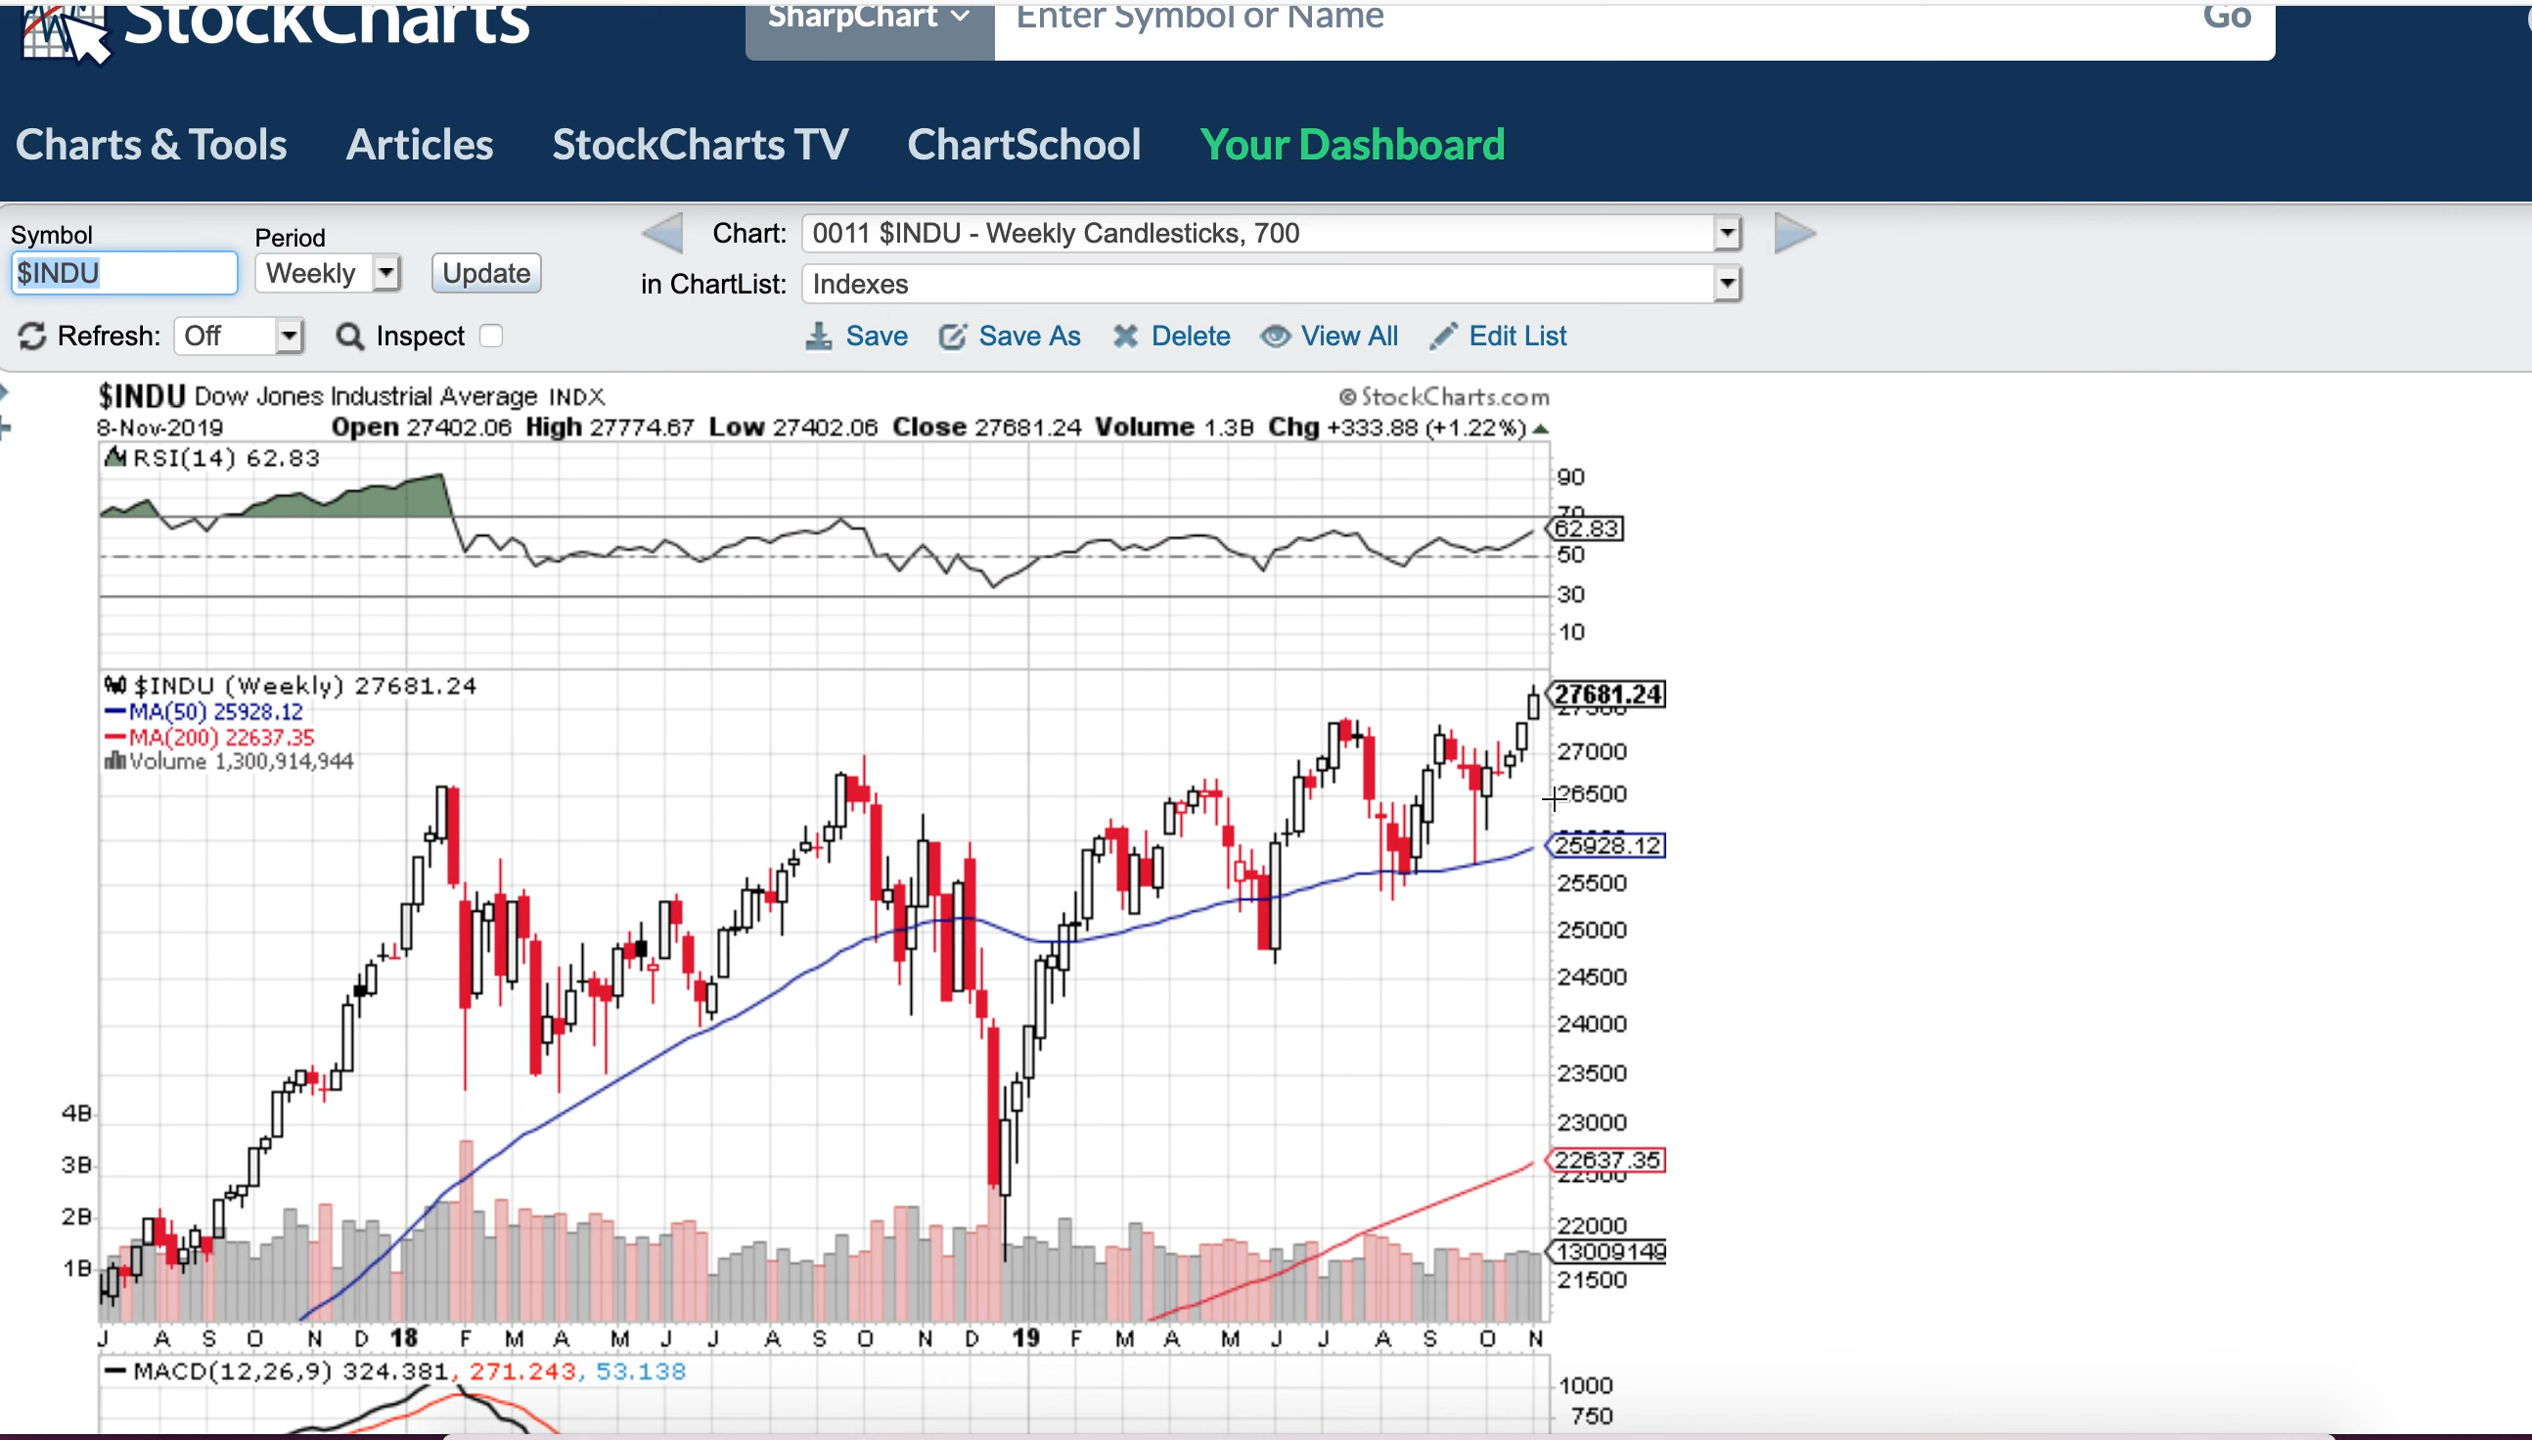 StockCharts
SharpChart Enter Symbol or Name Go
Charts & Tools Articles StockCharts TV ChartSchool Your Dashboard
Symbol Period Chart: 0011 $INDU - Weekly Candlesticks, 700
$INDU Weekly Update in ChartList: Indexes
Refresh: Off Inspect Save Save As Delete View All Edit List
$INDU Dow Jones Industrial Average INDX © StockCharts.com
8-Nov-2019 Open 27402.06 High 27774.67 Low 27402.06 Close 27681.24 Volume 1.3B Chg +333.88 (+1.22%)
RSI(14) 62.83
90
70
62.83
50
30
10
$INDU (Weekly) 27681.24
MA(50) 25928.12
MA(200) 22637.35
Volume 1,300,914,944
27681.24
27500
27000
26500
25928.12
25500
25000
24500
24000
23500
23000
22637.35
22500
22000
13009149
21500
4B
3B
2B
1B
J A S O N D 18 F M A M J J A S O N D 19 F M A M J J A S O N
MACD(12,26,9) 324.381, 271.243, 53.138
1000
750